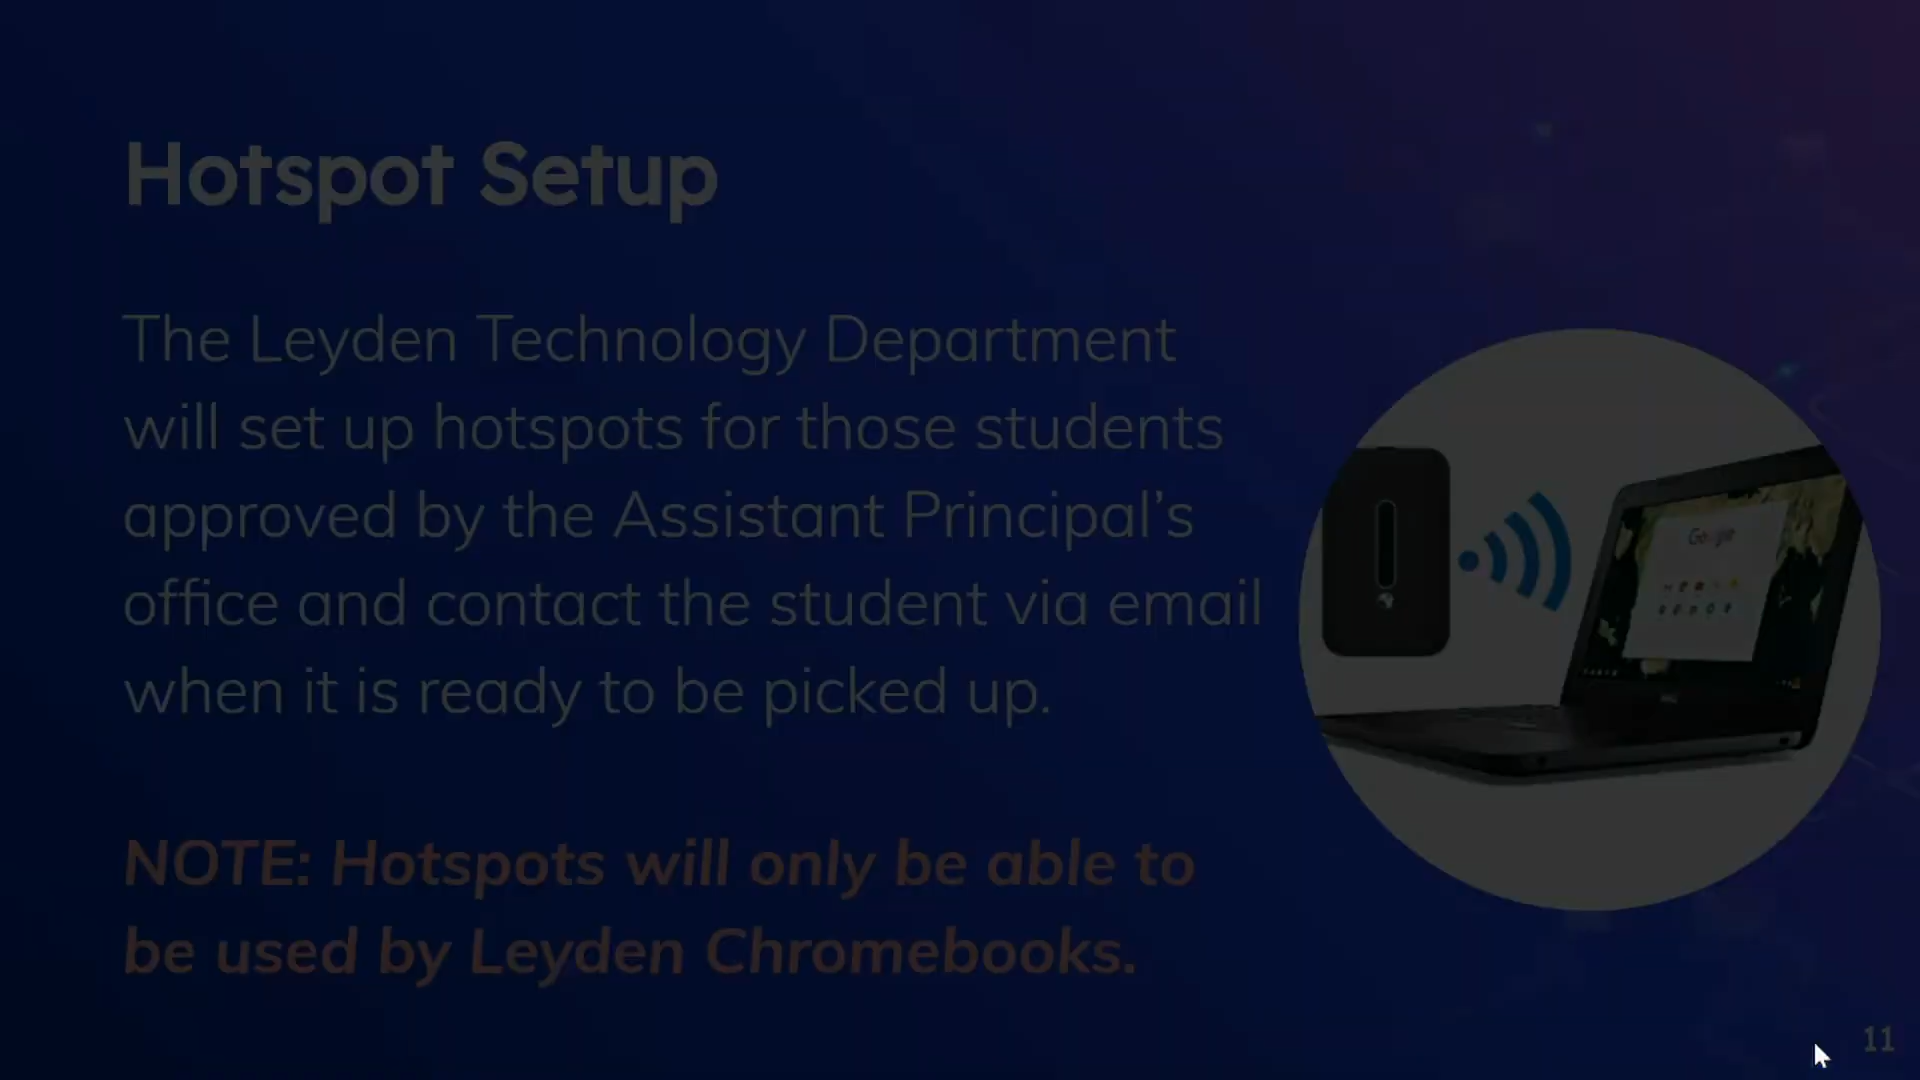 Hotspot Setup
The Leyden Technology Department
will set up hotspots for those students
approved by the Assistant Principal’s
office and contact the student via email
when it is ready to be picked up.
Google
NOTE: Hotspots will only be able to
be used by Leyden Chromebooks.
11